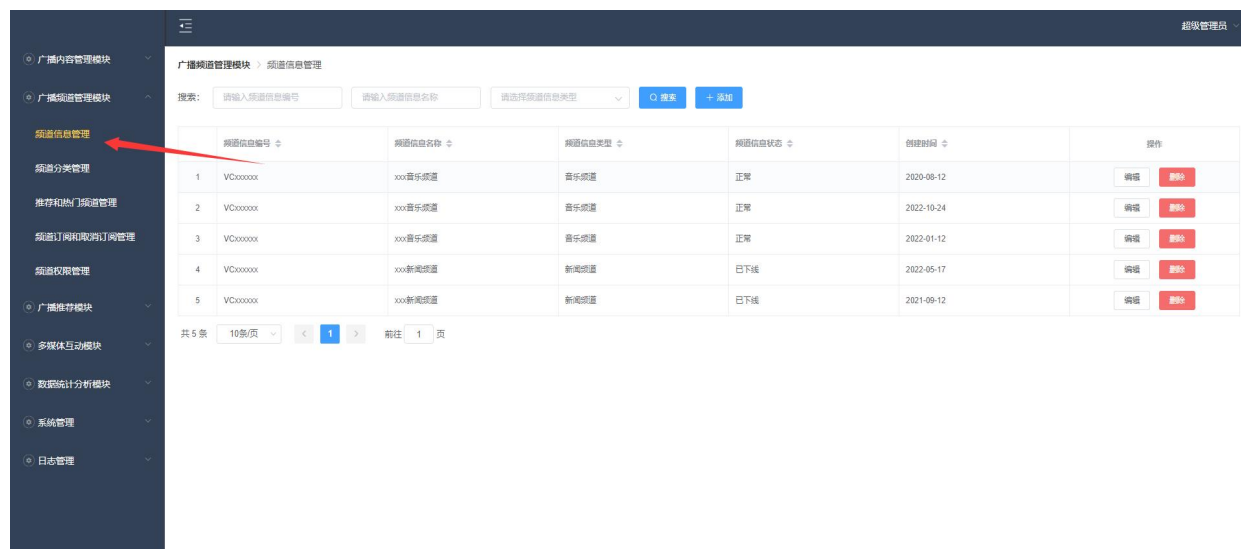 超级管理员
广播内容管理模块
广播频道管理模块
频道信息管理
频道分类管理
推荐和热门频道管理
频道订阅和取消订阅管理
频道权限管理
广播推荐模块
多媒体互动模块
数据统计分析模块
系统管理
日志管理
广播频道管理模块 > 频道信息管理
搜索: 请输入频道信息编号 请输入频道信息名称 请选择频道信息类型 搜索 + 添加
频道信息编号 频道信息名称 频道信息类型 频道信息状态 创建时间 操作
1 VCxxxxxx xxx音乐频道 音乐频道 正常 2020-08-12 编辑 删除
2 VCxxxxxx xxx音乐频道 音乐频道 正常 2022-10-24 编辑 删除
3 VCxxxxxx xxx音乐频道 音乐频道 正常 2022-01-12 编辑 删除
4 VCxxxxxx xxx新闻频道 新闻频道 已下线 2022-05-17 编辑 删除
5 VCxxxxxx xxx新闻频道 新闻频道 已下线 2021-09-12 编辑 删除
共 5 条 10条/页 < 1 > 前往 1 页